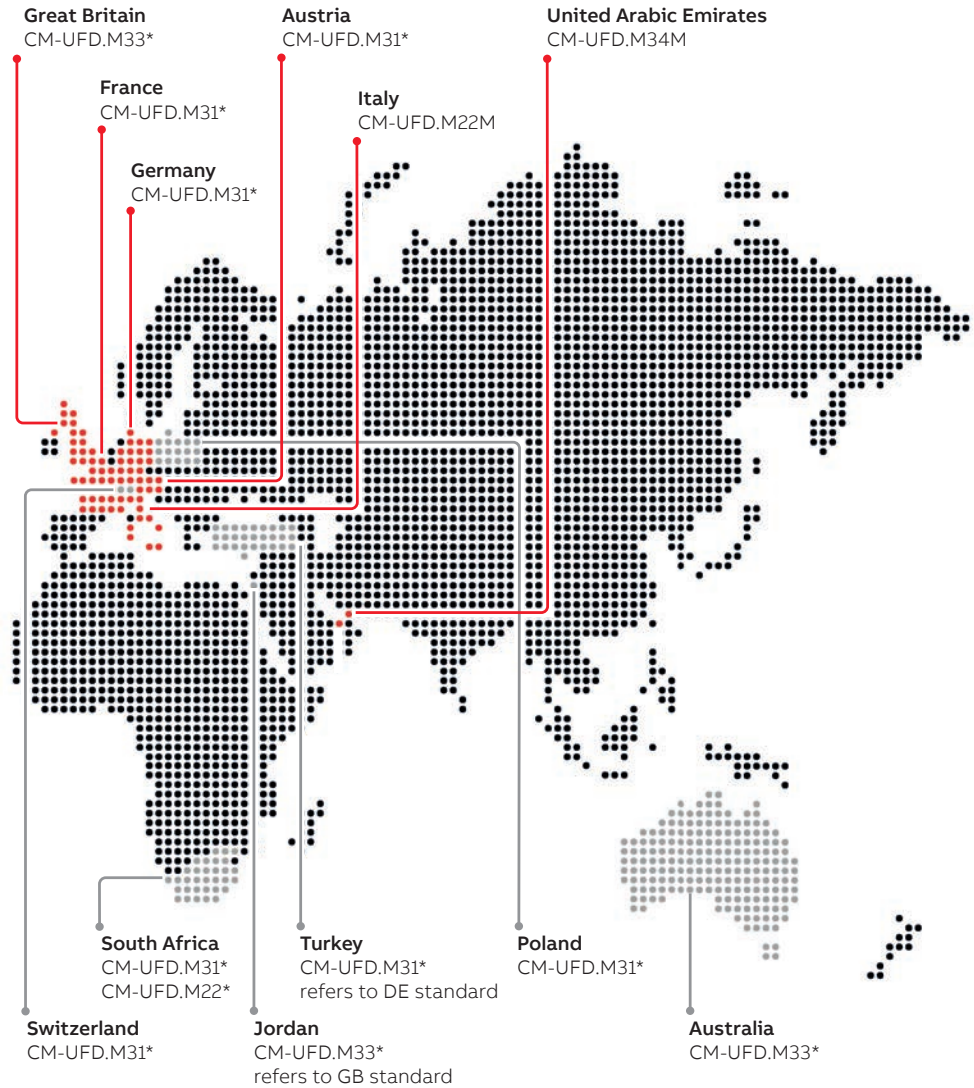 Great Britain
CM-UFD.M33*
Austria
CM-UFD.M31*
United Arabic Emirates
CM-UFD.M34M
France
CM-UFD.M31*
Italy
CM-UFD.M22M
Germany
CM-UFD.M31*
South Africa
CM-UFD.M31*
CM-UFD.M22*
Turkey
CM-UFD.M31*
refers to DE standard
Poland
CM-UFD.M31*
Switzerland
CM-UFD.M31*
Jordan
CM-UFD.M33*
refers to GB standard
Australia
CM-UFD.M33*